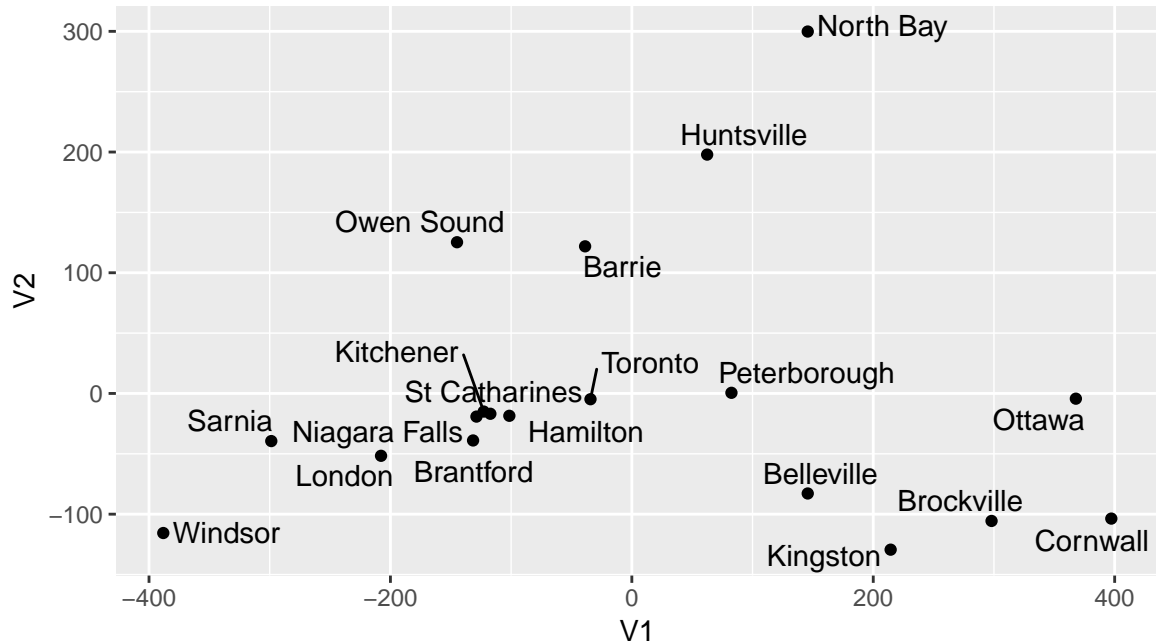 300
North Bay
Huntsville
200
Owen Sound
Barrie
100
V2
Kitchener
Toronto
Peterborough
St Catharines
0
Sarnia
Niagara Falls
Hamilton
Ottawa
London
Brantford
Belleville
Brockville
−100
Windsor
Kingston
Cornwall
−400 −200 0 200 400
V1